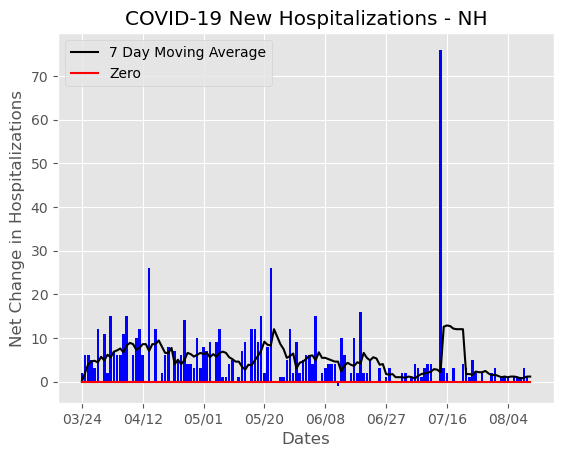 COVID-19 New Hospitalizations - NH
7 Day Moving Average
Zero
Net Change in Hospitalizations
70
60
50
40
30
20
10
0
03/24 04/12 05/01 05/20 06/08 06/27 07/16 08/04
Dates